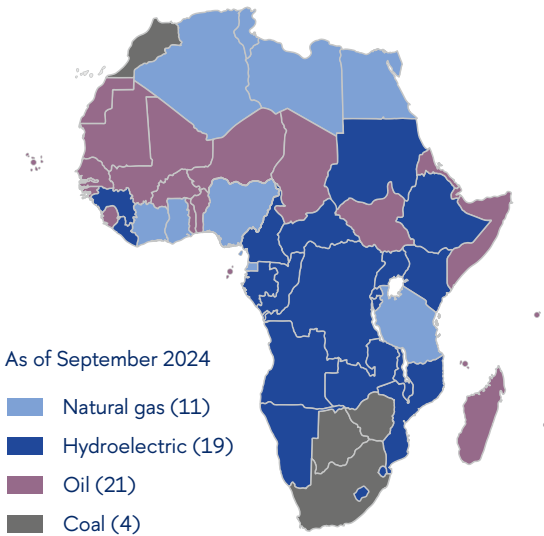 As of September 2024
Natural gas (11)
Hydroelectric (19)
Oil (21)
Coal (4)